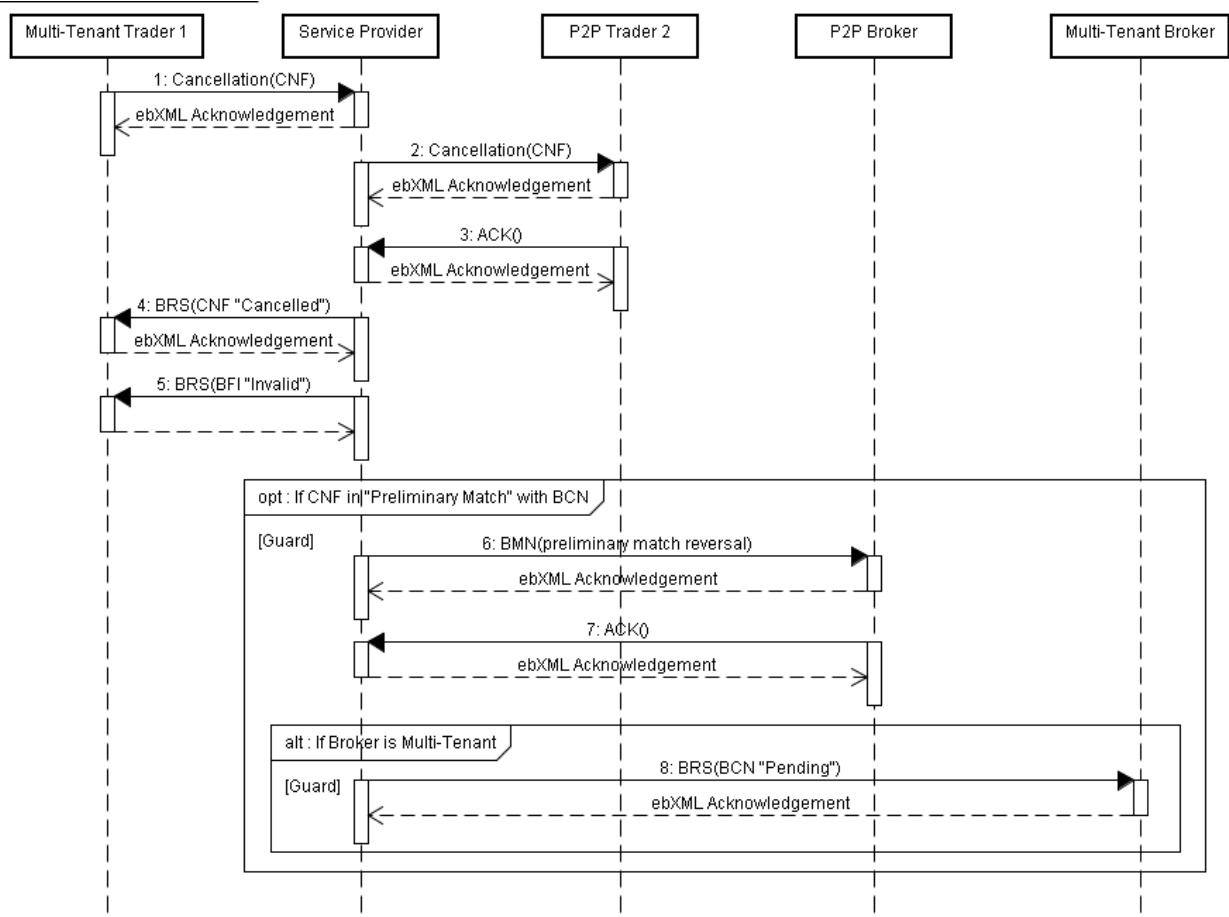 Multi-Tenant Trader 1
Service Provider
P2P Trader 2
P2P Broker
Multi-Tenant Broker
1: Cancellation(CNF)
ebXML Acknowledgement
2: Cancellation(CNF)
ebXML Acknowledgement
3: ACK()
ebXML Acknowledgement
4: BRS(CNF "Cancelled")
ebXML Acknowledgement
5: BRS(BFI "Invalid")
opt : If CNF in "Preliminary Match" with BCN
[Guard]
6: BMN(preliminary match reversal)
ebXML Acknowledgement
7: ACK()
ebXML Acknowledgement
alt : If Broker is Multi-Tenant
[Guard]
8: BRS(BCN "Pending")
ebXML Acknowledgement